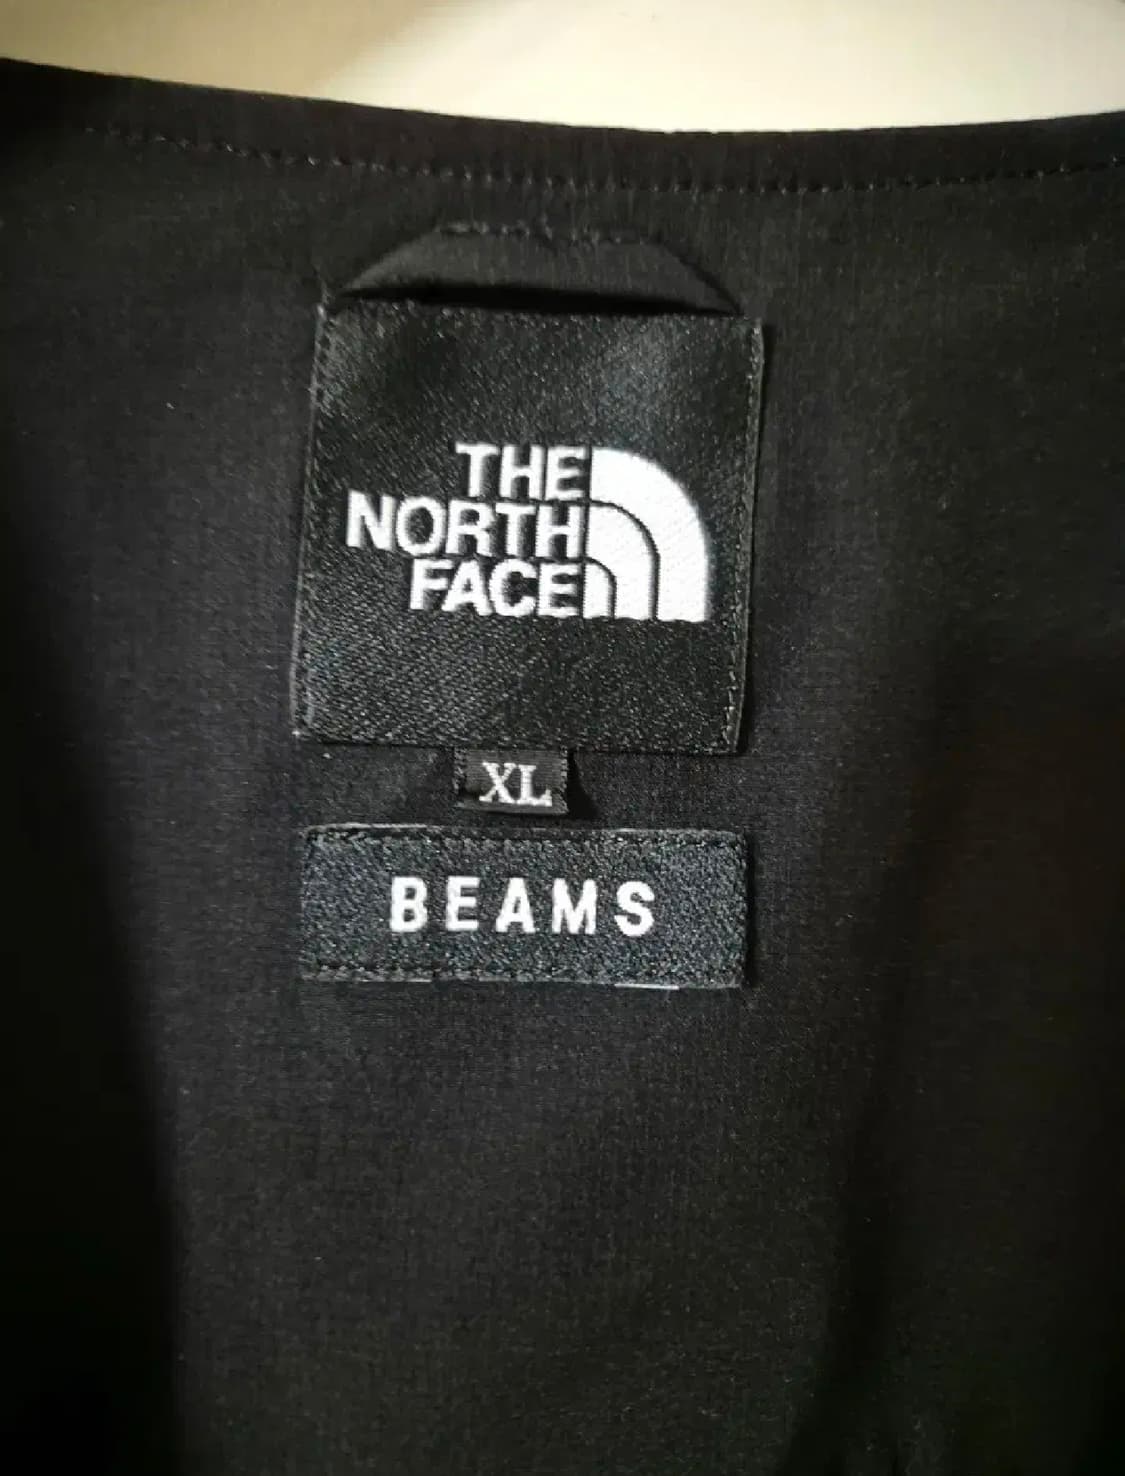 THE
NORTH
FACE
XL
BEAMS